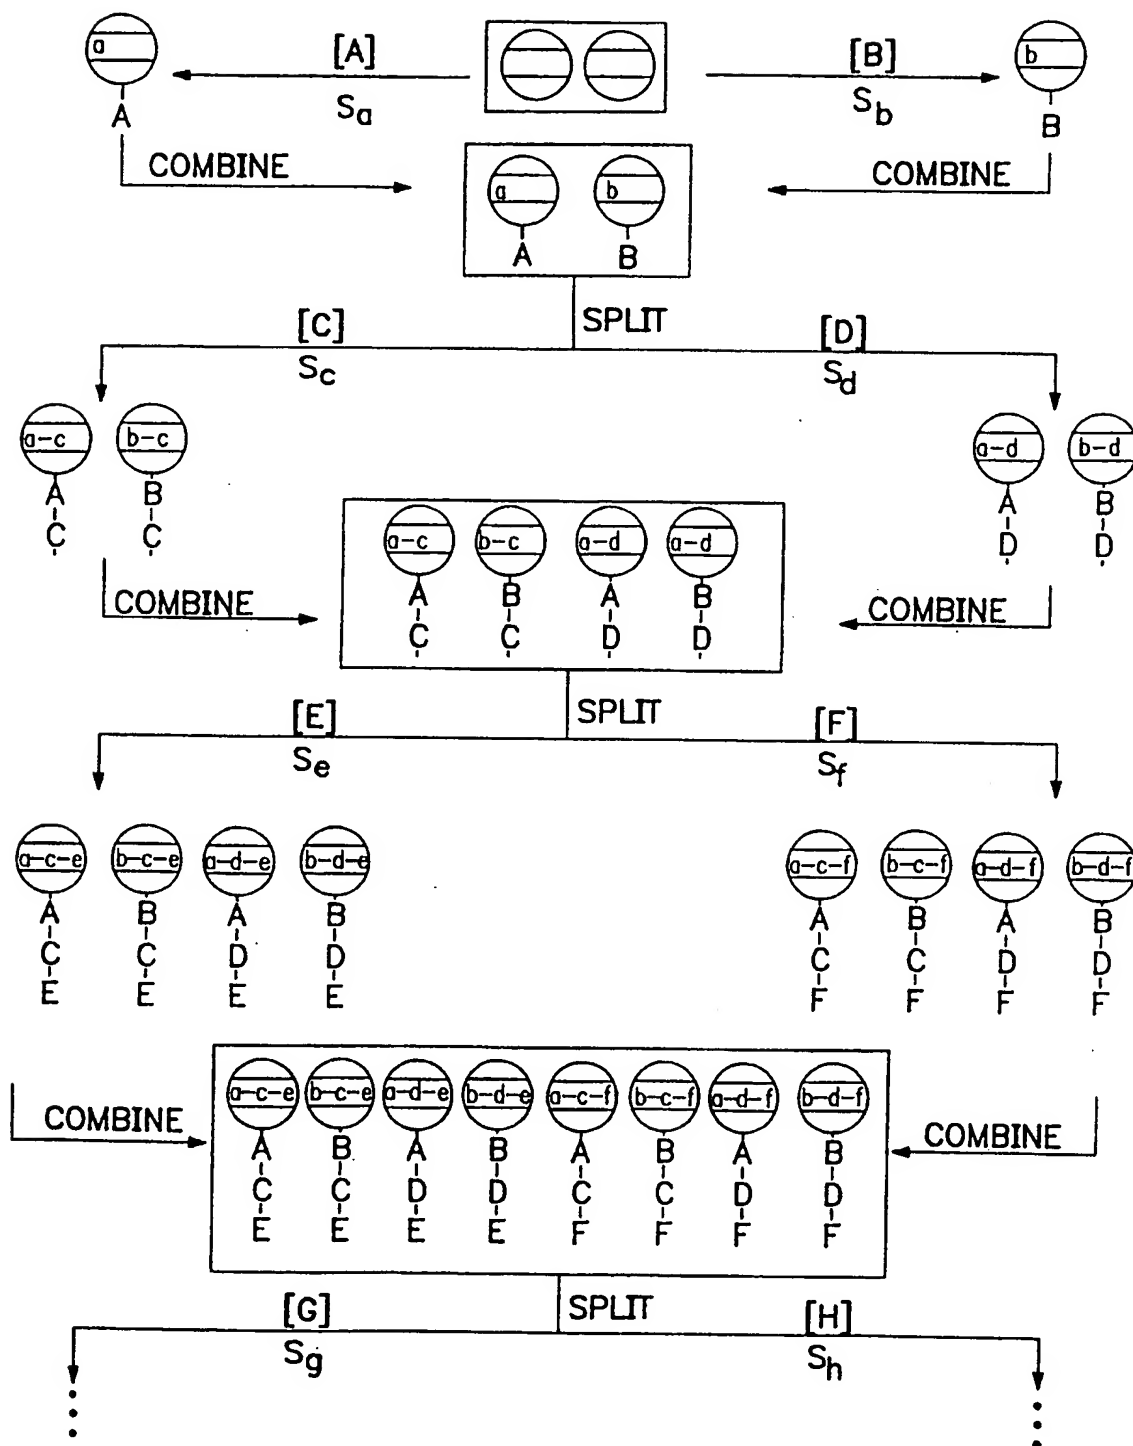 a [A] [B] b
Sa Sb
A B
COMBINE COMBINE
a b
A B
SPLIT
[C] [D]
Sc Sd
a-c b-c a-d b-d
A B A B
C C D D
a-c b-c a-d a-d
A B A B
C C D D
COMBINE COMBINE
SPLIT
[E] [F]
Se Sf
a-c-e b-c-e a-d-e b-d-e a-c-f b-c-f a-d-f b-d-f
A B A B A B A B
C C D D C C D D
E E E E F F F F
a-c-e b-c-e a-d-e b-d-e a-c-f b-c-f a-d-f b-d-f
COMBINE COMBINE
A B A B A B A B
C C D D C C D D
E E E E F F F F
SPLIT
[G] [H]
Sg Sh